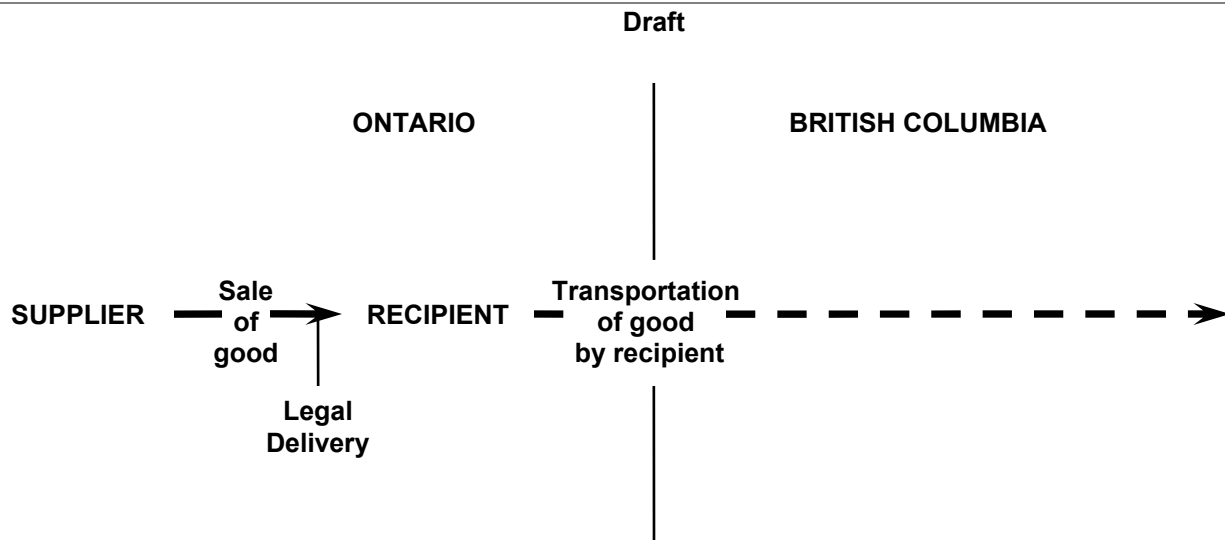 Draft
ONTARIO
BRITISH COLUMBIA
SUPPLIER
Sale
of
good
RECIPIENT
Transportation
of good
by recipient
Legal
Delivery